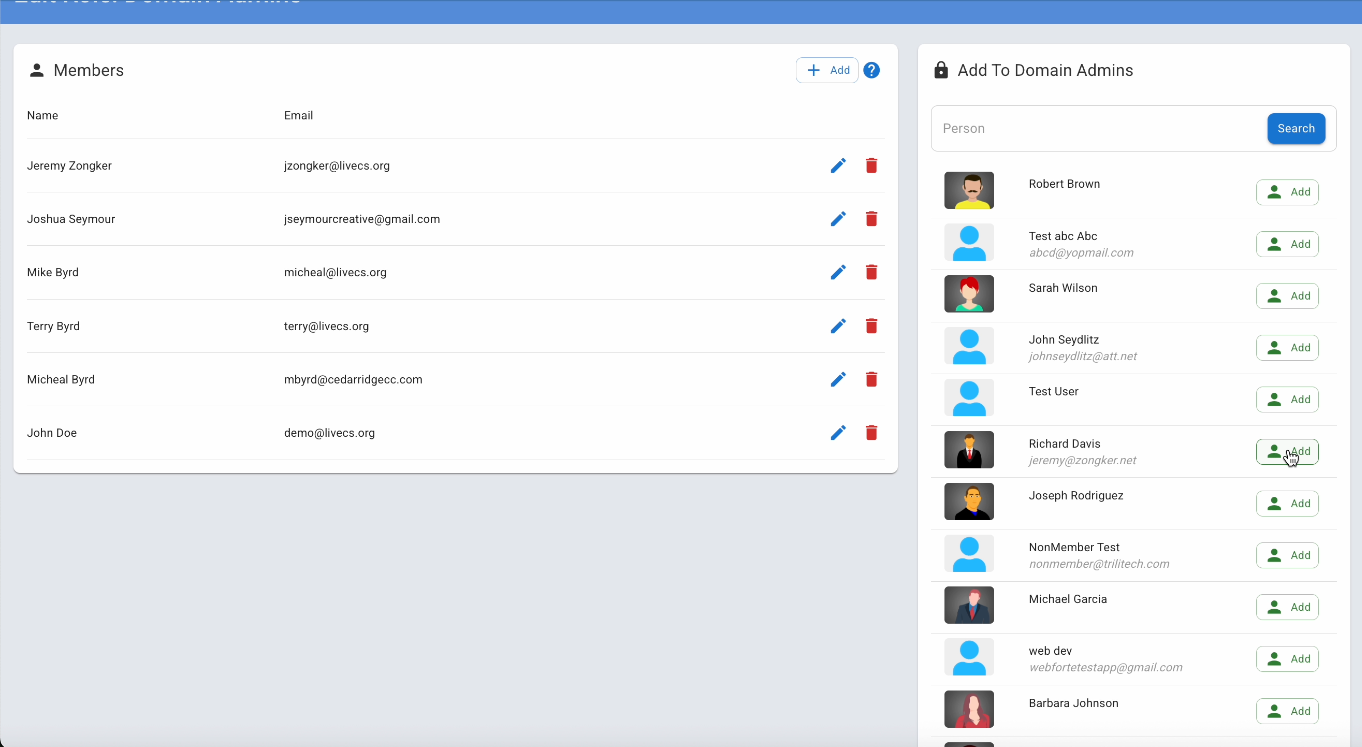 Edit Role: Domain Admins
Members
Add
Name Email
Jeremy Zongker jzongker@livecs.org
Joshua Seymour jseymourcreative@gmail.com
Mike Byrd micheal@livecs.org
Terry Byrd terry@livecs.org
Micheal Byrd mbyrd@cedarridgecc.com
John Doe demo@livecs.org
Add To Domain Admins
Person Search
Robert Brown Add
Test abc Abc
abcd@yopmail.com Add
Sarah Wilson Add
John Seydlitz
johnseydlitz@att.net Add
Test User Add
Richard Davis
jeremy@zongker.net Add
Joseph Rodriguez Add
NonMember Test
nonmember@trilitech.com Add
Michael Garcia Add
web dev
webfortetestapp@gmail.com Add
Barbara Johnson Add